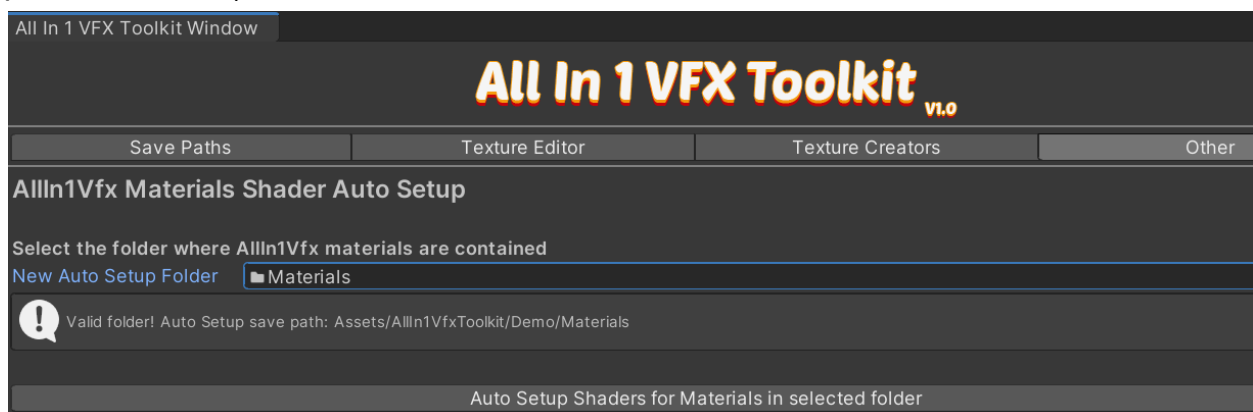 All In 1 VFX Toolkit Window
All In 1 VFX Toolkit V1.0
Save Paths Texture Editor Texture Creators Other
AllIn1Vfx Materials Shader Auto Setup
Select the folder where AllIn1Vfx materials are contained
New Auto Setup Folder Materials
Valid folder! Auto Setup save path: Assets/AllIn1VfxToolkit/Demo/Materials
Auto Setup Shaders for Materials in selected folder